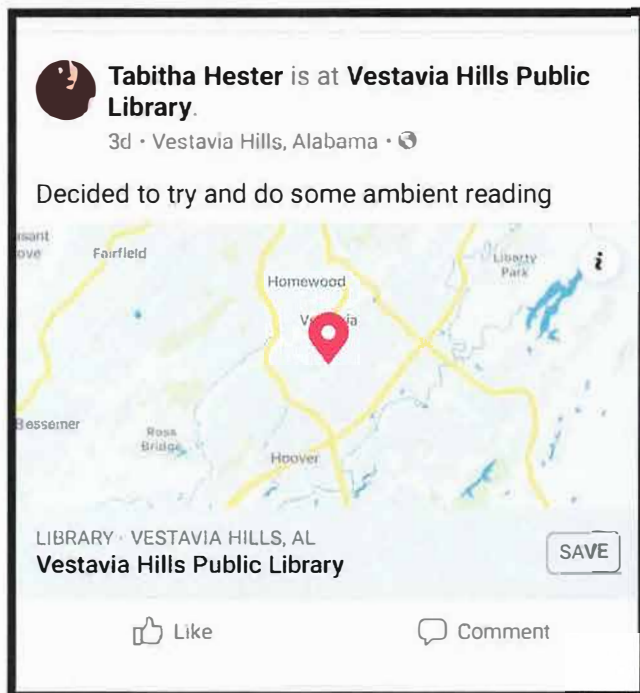 Tabitha Hester is at Vestavia Hills Public
Library.
3d · Vestavia Hills, Alabama ·
Decided to try and do some ambient reading
Fairfield
Liberty
Park
i
Homewood
Bessemer
Ross
Bridge
Hoover
LIBRARY · VESTAVIA HILLS, AL
Vestavia Hills Public Library
SAVE
Like
Comment